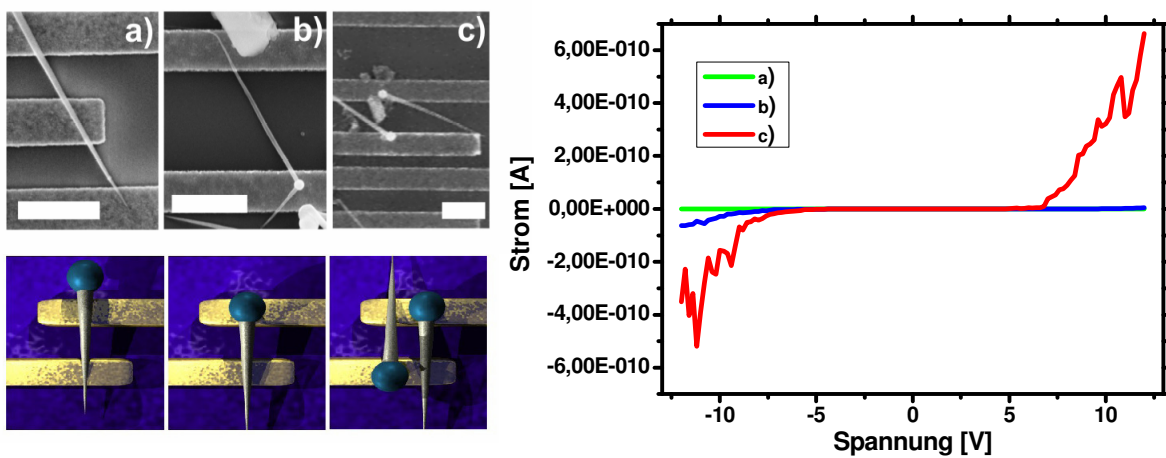 a)
b)
c)
6,00E-010
4,00E-010
2,00E-010
0,00E+000
-2,00E-010
-4,00E-010
-6,00E-010
Strom [A]
a)
b)
c)
-10
-5
0
5
10
Spannung [V]